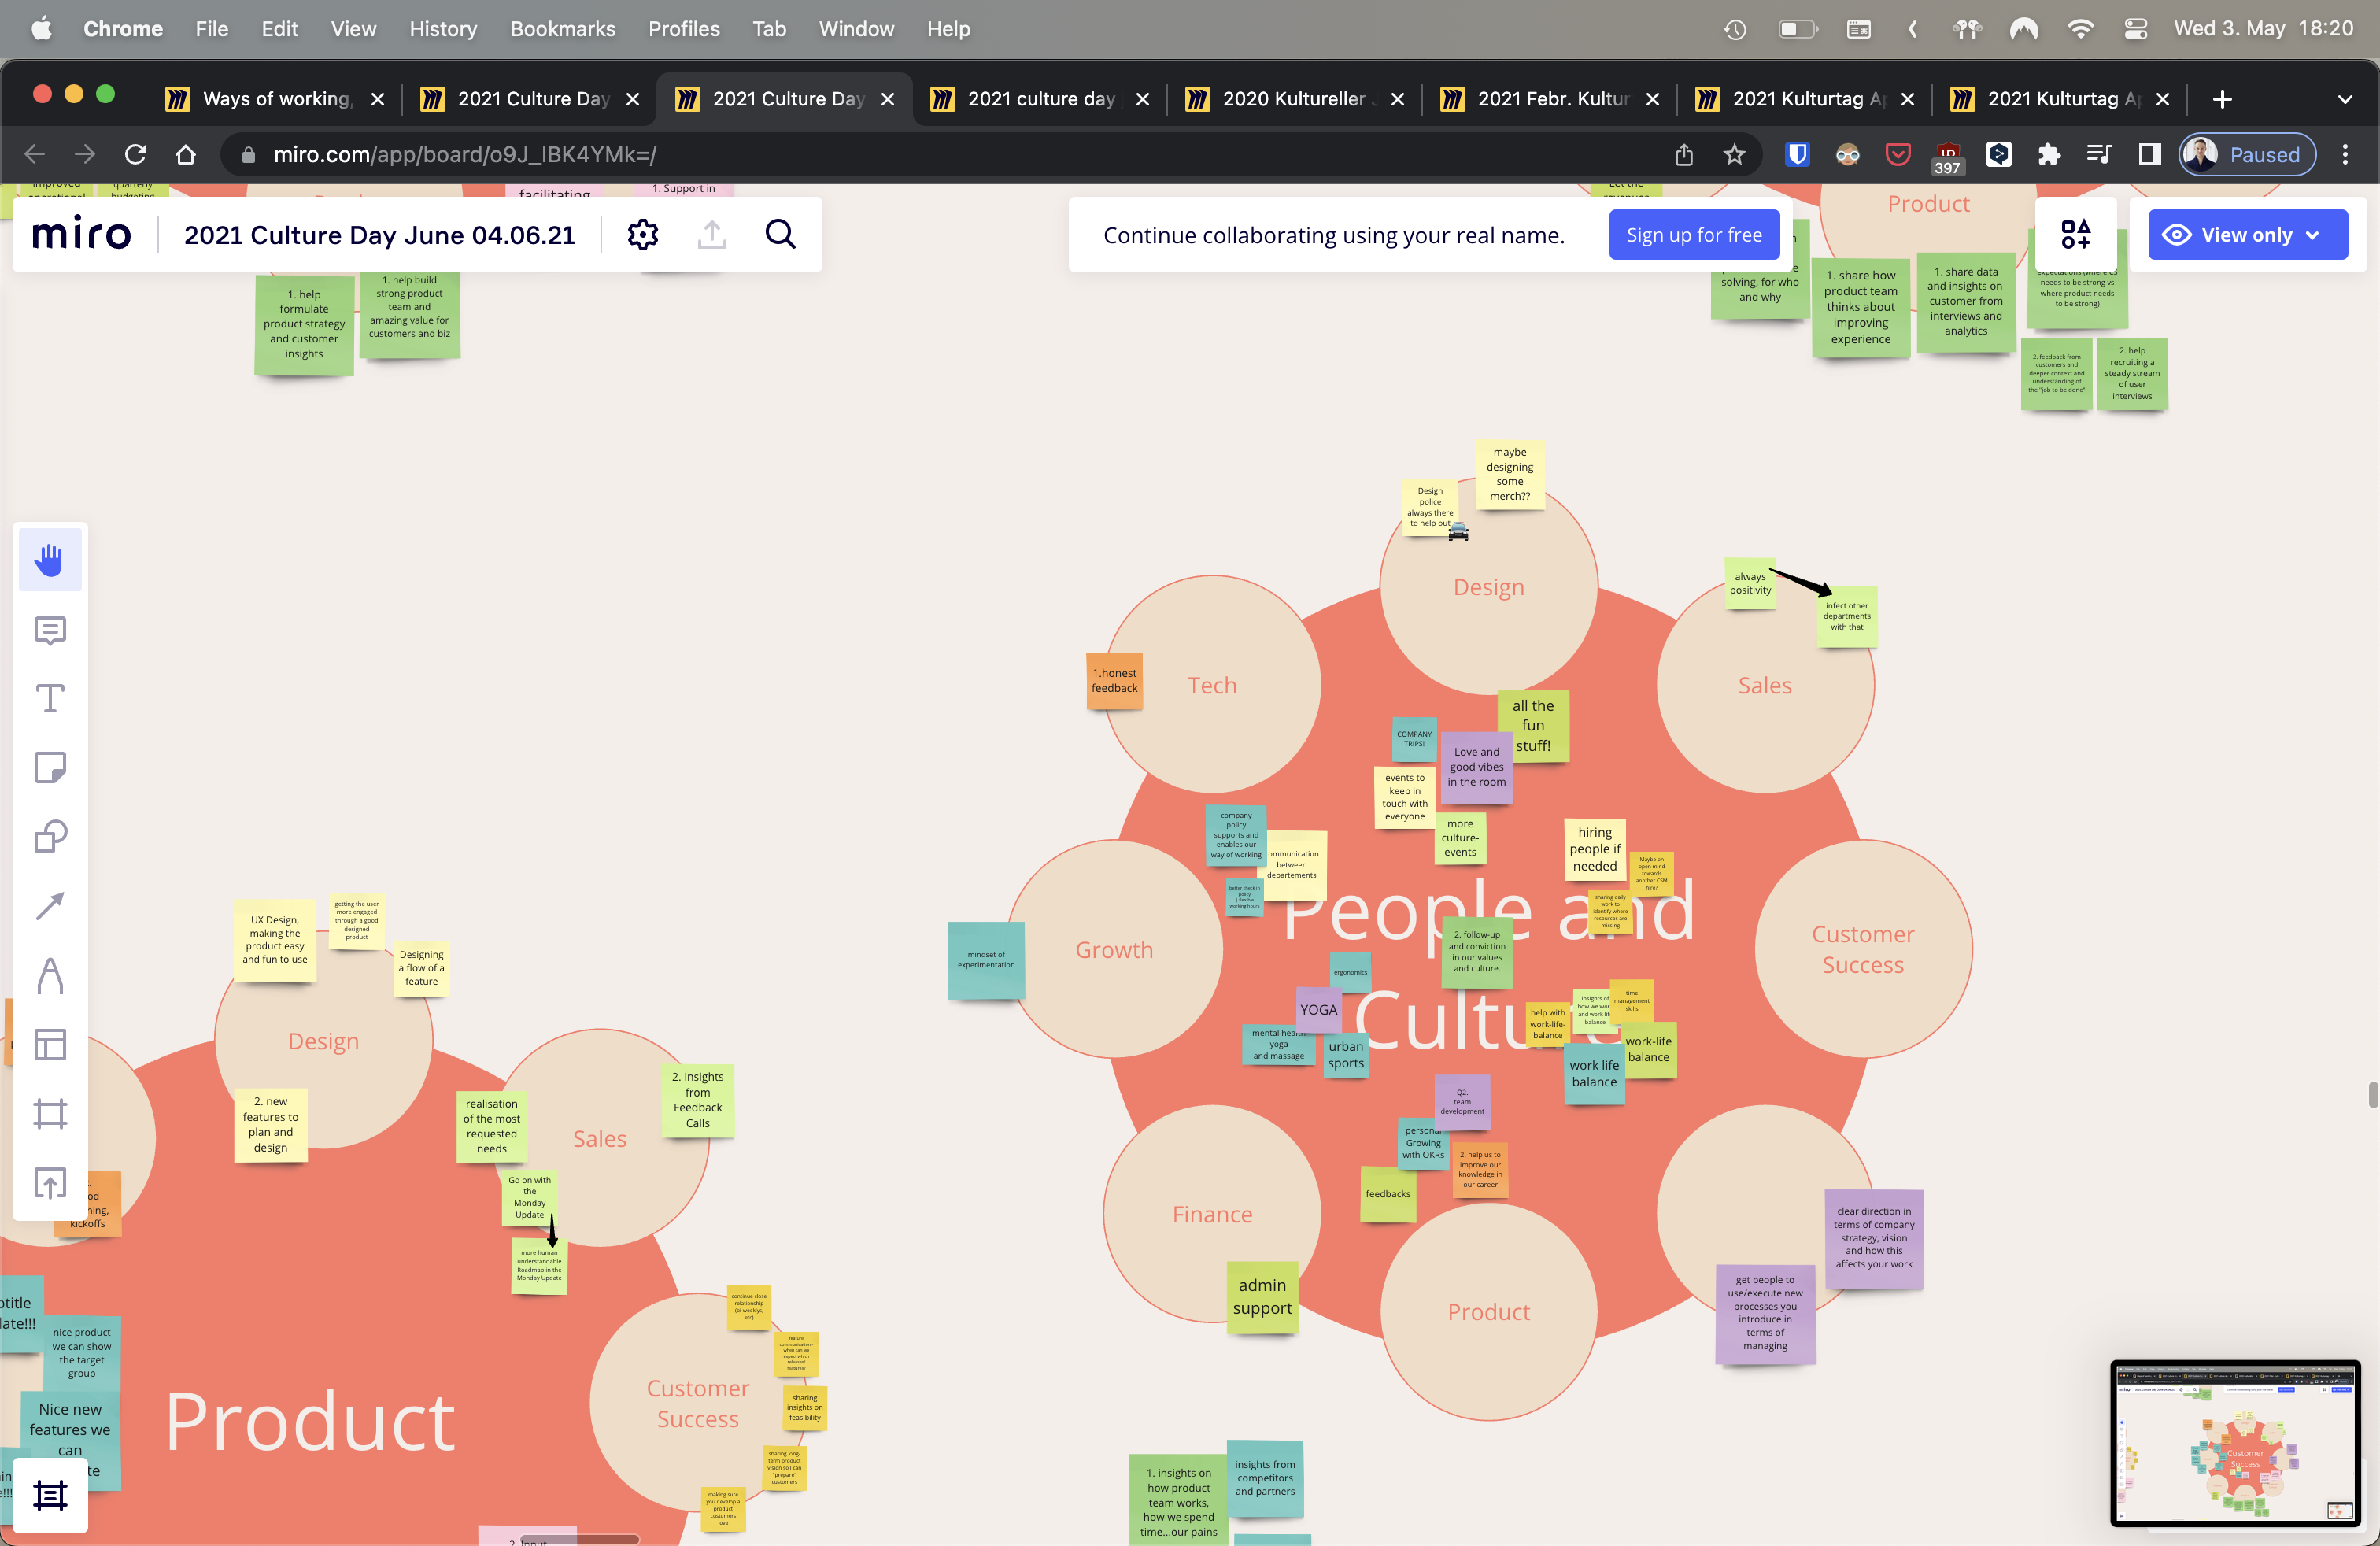 Chrome File Edit View History Bookmarks Profiles Tab Window Help
Wed 3. May 18:20
Ways of working,
2021 Culture Day
2021 Culture Day
2021 culture day
2020 Kultureller
2021 Febr. Kultur
2021 Kulturtag
2021 Kulturtag
miro.com/app/board/o9J_lBK4YMk=/
397
Paused
quarterly
facilitating
1. Support in
miro
2021 Culture Day June 04.06.21
Continue collaborating using your real name.
Sign up for free
View only
Product
1. help
formulate
product strategy
and customer
insights
1. help build
strong product
team and
amazing value for
customers and biz
solving, for who
and why
1. share how
product team
thinks about
improving
experience
1. share data
and insights on
customer from
interviews and
analytics
needs to be strong vs
where product needs
to be strong)
2. feedback from
customers and
deeper context and
understanding of
the "job to be done"
2. help
recruiting a
steady stream
of user
interviews
maybe
designing
some
merch??
Design
police
always there
to help out
Design
always
positivity
infect other
departments
with that
Sales
1.honest
feedback
Tech
all the
fun
stuff!
COMPANY
TRIPS!
Love and
good vibes
in the room
events to
keep in
touch with
everyone
more
culture-
events
company
policy
supports and
enables our
way of working
communication
between
departements
flexible
working hours
hiring
people if
needed
Maybe on
open mind
towards
another CSM
hire?
sharing daily
work to
identify where
resources are
missing
People and
Culture
mindset of
experimentation
Growth
Customer
Success
2. follow-up
and conviction
in our values
and culture.
ergonomics
YOGA
mental health
yoga
and massage
urban
sports
help with
work-life-
balance
insights of
how we work
and work life
balance
time
management
skills
work-life
balance
work life
balance
Q2.
team
development
personal
Growing
with OKRs
2. help us to
improve our
knowledge in
our career
feedbacks
Finance
admin
support
Product
clear direction in
terms of company
strategy, vision
and how this
affects your work
get people to
use/execute new
processes you
introduce in
terms of
managing
UX Design,
making the
product easy
and fun to use
getting the user
more engaged
through a good
designed
product
Designing
a flow of a
feature
Design
2. new
features to
plan and
design
realisation
of the most
requested
needs
Sales
2. insights
from
Feedback
Calls
Go on with
the
Monday
Update
more human
understandable
Roadmap in the
Monday Update
kickoffs
nice product
we can show
the target
group
Nice new
features we
can
Product
Customer
Success
continue close
relationship
(bi-weeklys,
etc)
feature
communication -
when can we
expect which
releases/
features?
sharing
insights on
feasibility
sharing long-
term product
vision so I can
"prepare"
customers
making sure
you develop a
product
customers
love
2. Input
1. insights on
how product
team works,
how we spend
time...our pains
insights from
competitors
and partners
Customer
Success